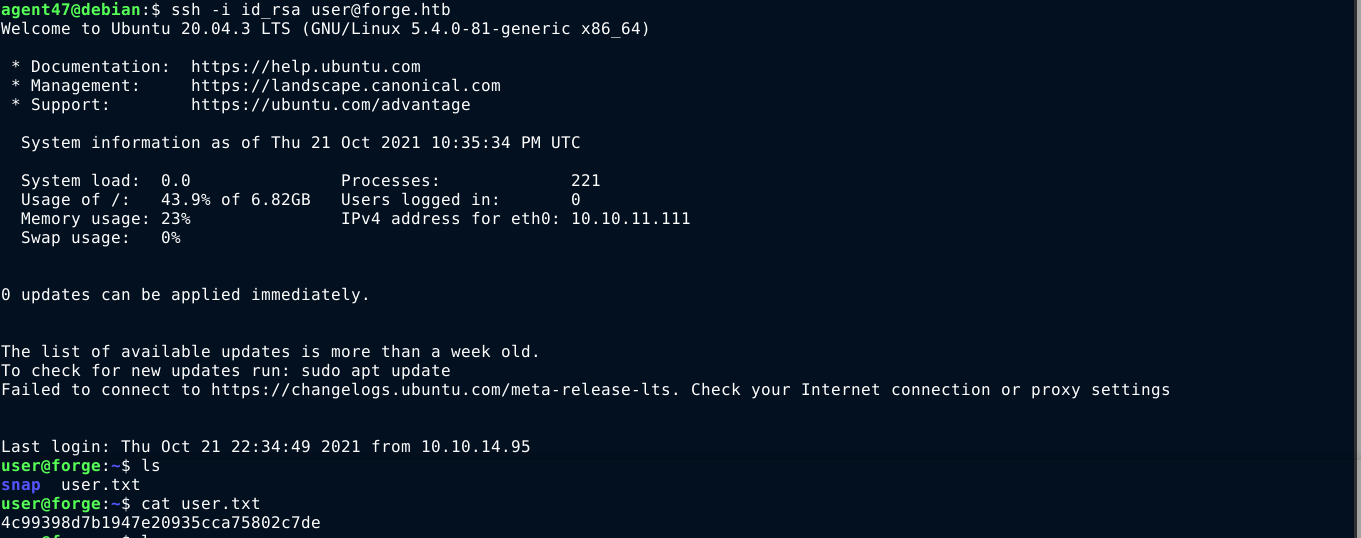 agent47@debian:$ ssh -i id_rsa user@forge.htb
Welcome to Ubuntu 20.04.3 LTS (GNU/Linux 5.4.0-81-generic x86_64)
* Documentation:  https://help.ubuntu.com
* Management:     https://landscape.canonical.com
* Support:        https://ubuntu.com/advantage
System information as of Thu 21 Oct 2021 10:35:34 PM UTC
System load:  0.0               Processes:             221
Usage of /:   43.9% of 6.82GB   Users logged in:       0
Memory usage: 23%               IPv4 address for eth0: 10.10.11.111
Swap usage:   0%
0 updates can be applied immediately.
The list of available updates is more than a week old.
To check for new updates run: sudo apt update
Failed to connect to https://changelogs.ubuntu.com/meta-release-lts. Check your Internet connection or proxy settings
Last login: Thu Oct 21 22:34:49 2021 from 10.10.14.95
user@forge:~$ ls
snap  user.txt
user@forge:~$ cat user.txt
4c99398d7b1947e20935cca75802c7de